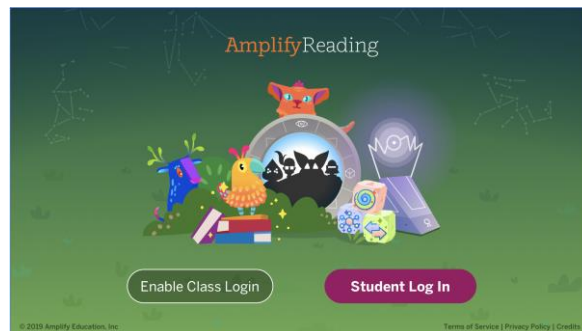 AmplifyReading
Enable Class Login
Student Log In
© 2019 Amplify Education, Inc
Terms of Service | Privacy Policy | Credits